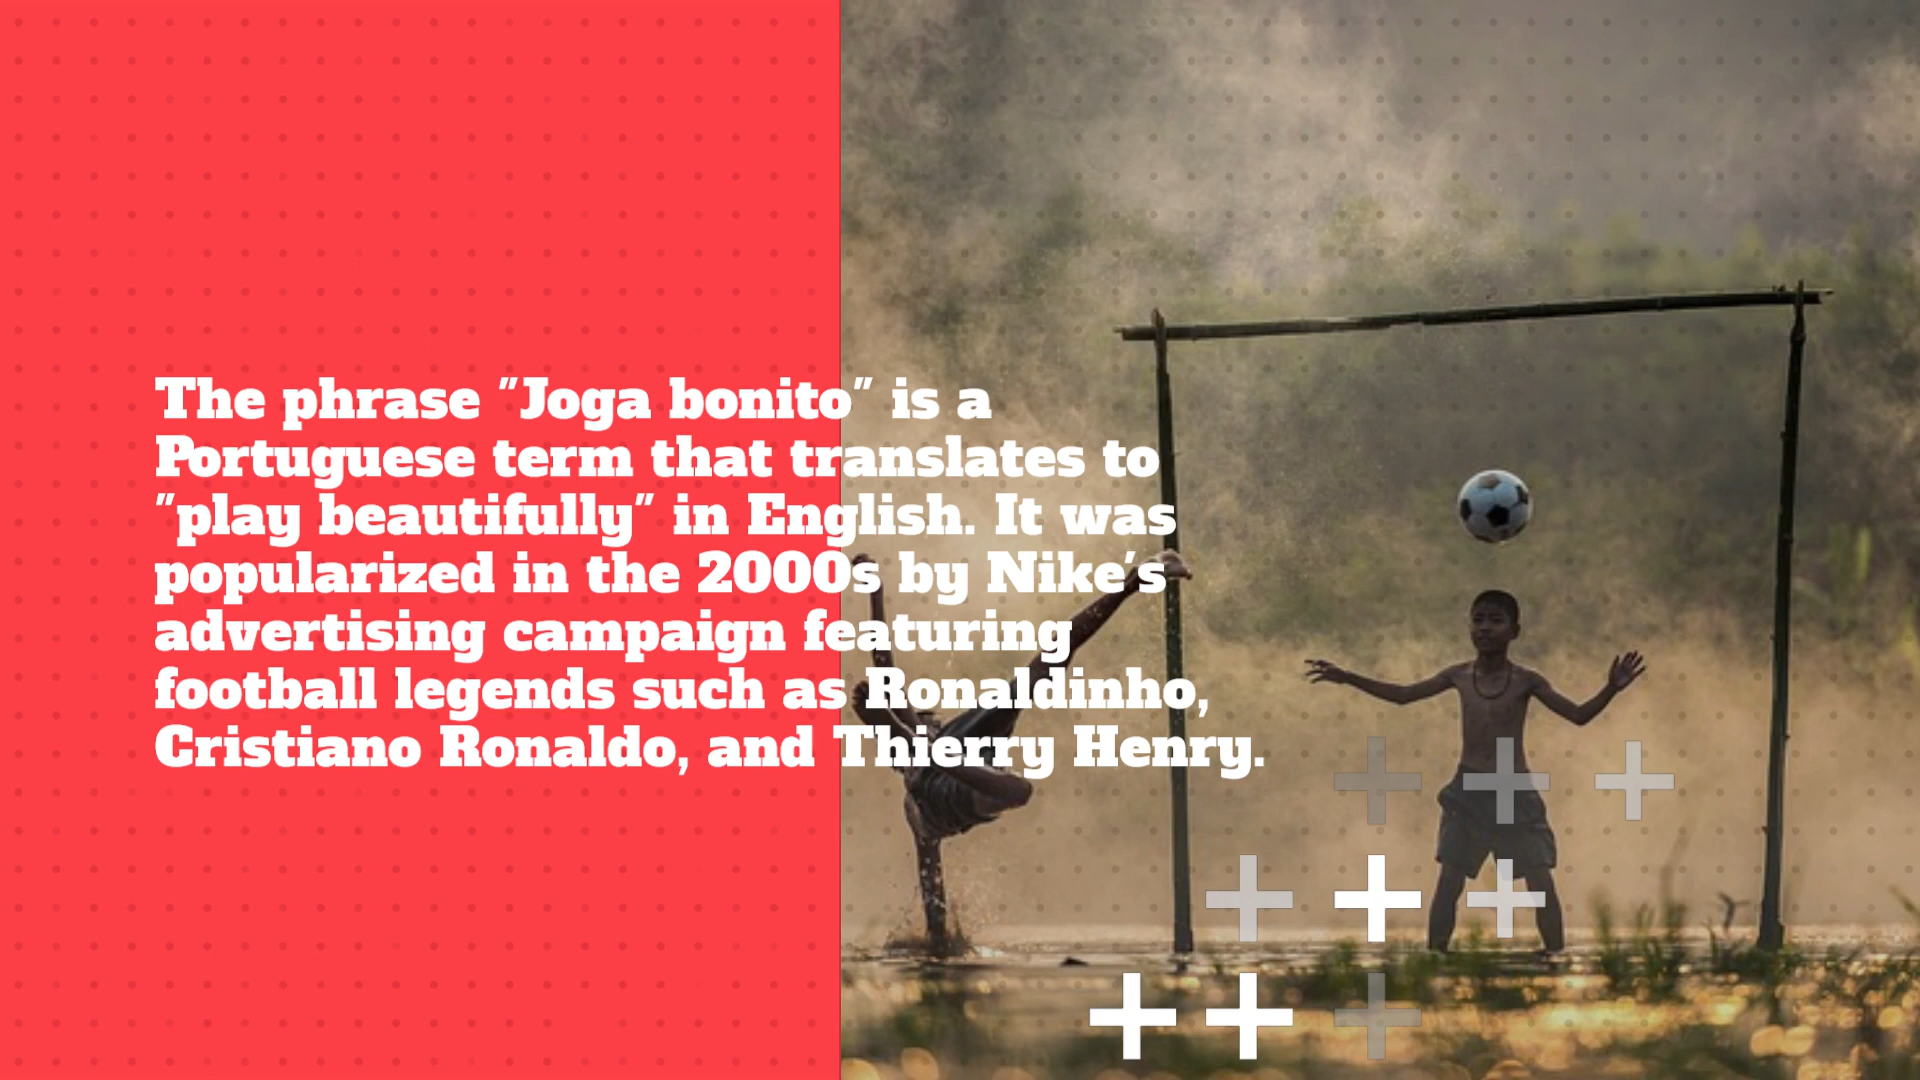 The phrase "Joga bonito" is a
Portuguese term that translates to
"play beautifully" in English. It was
popularized in the 2000s by Nike's
advertising campaign featuring
football legends such as Ronaldinho,
Cristiano Ronaldo, and Thierry Henry.